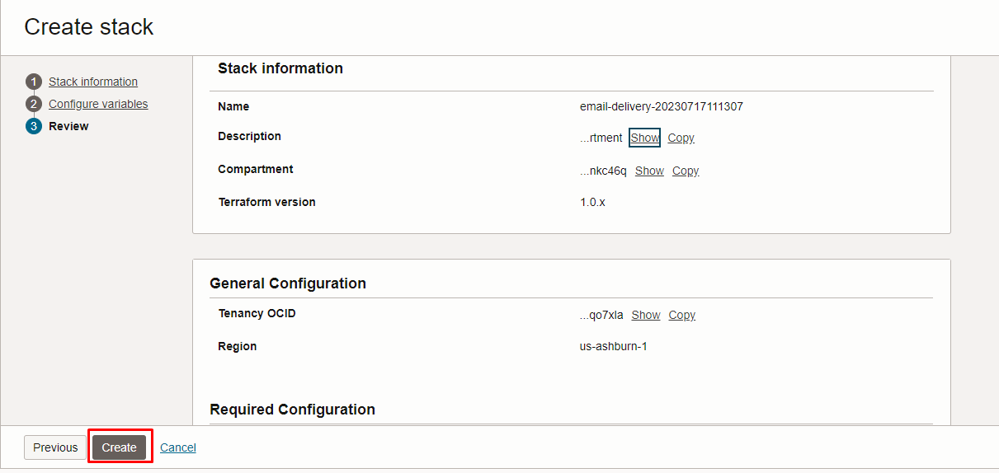 Create stack
1 Stack information
2 Configure variables
3 Review
Stack information
Name email-delivery-20230717111307
Description ...rtment Show Copy
Compartment ...nkc46q Show Copy
Terraform version 1.0.x
General Configuration
Tenancy OCID ...qo7xla Show Copy
Region us-ashburn-1
Required Configuration
Previous Create Cancel